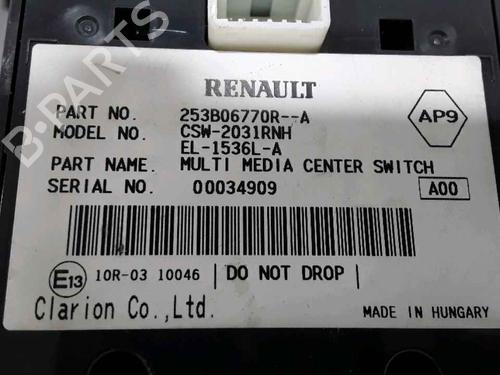 RENAULT
PART NO. 253B06770R--A
MODEL NO. CSW-2031RNH
EL-1536L-A
AP9
PART NAME. MULTI MEDIA CENTER SWITCH
SERIAL NO. 00034909
A00
E13 10R-03 10046 DO NOT DROP
Clarion Co.,Ltd. MADE IN HUNGARY
B-PARTS